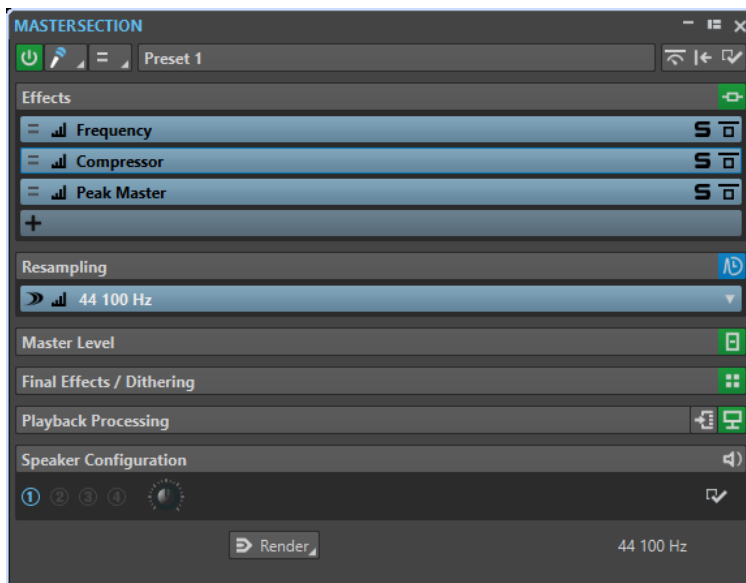 MASTERSECTION
Preset 1
Effects
Frequency S
Compressor S
Peak Master S
Resampling
44 100 Hz
Master Level
Final Effects / Dithering
Playback Processing
Speaker Configuration
1 2 3 4
Render 44 100 Hz